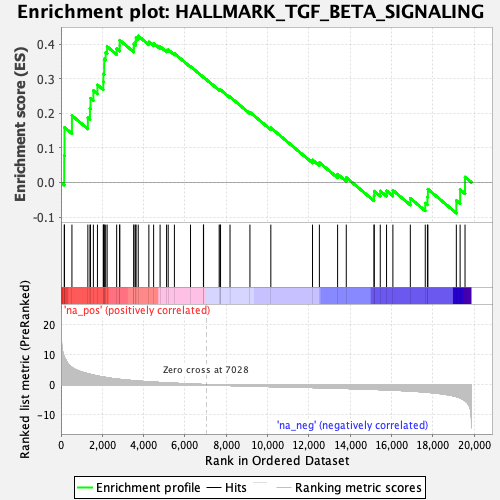 Enrichment plot: HALLMARK_TGF_BETA_SIGNALING
Enrichment score (ES)
0.4
0.3
0.2
0.1
0.0
-0.1
'na_pos' (positively correlated)
Ranked list metric (PreRanked)
20
10
0
-10
Zero cross at 7028
'na_neg' (negatively correlated)
0 2,000 4,000 6,000 8,000 10,000 12,000 14,000 16,000 18,000 20,000
Rank in Ordered Dataset
Enrichment profile Hits Ranking metric scores